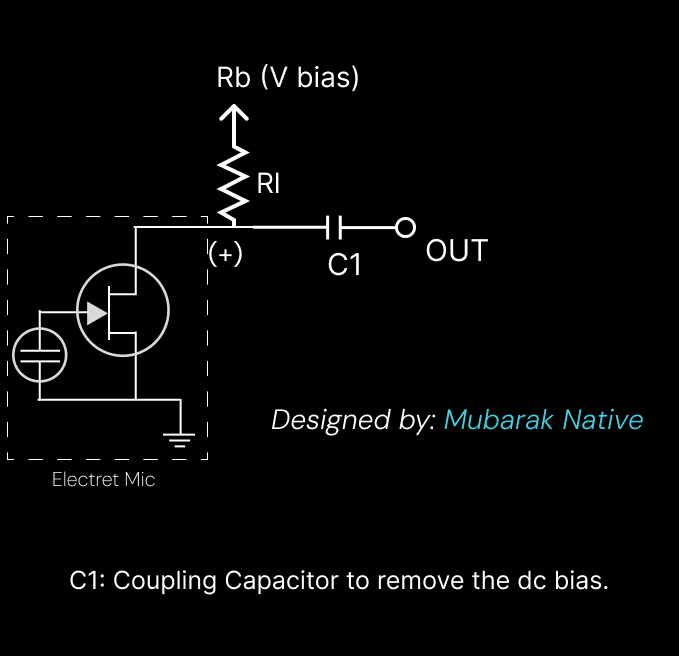 Rb (V bias)
Rl
(+)
C1
OUT
Designed by: Mubarak Native
Electret Mic
C1: Coupling Capacitor to remove the dc bias.